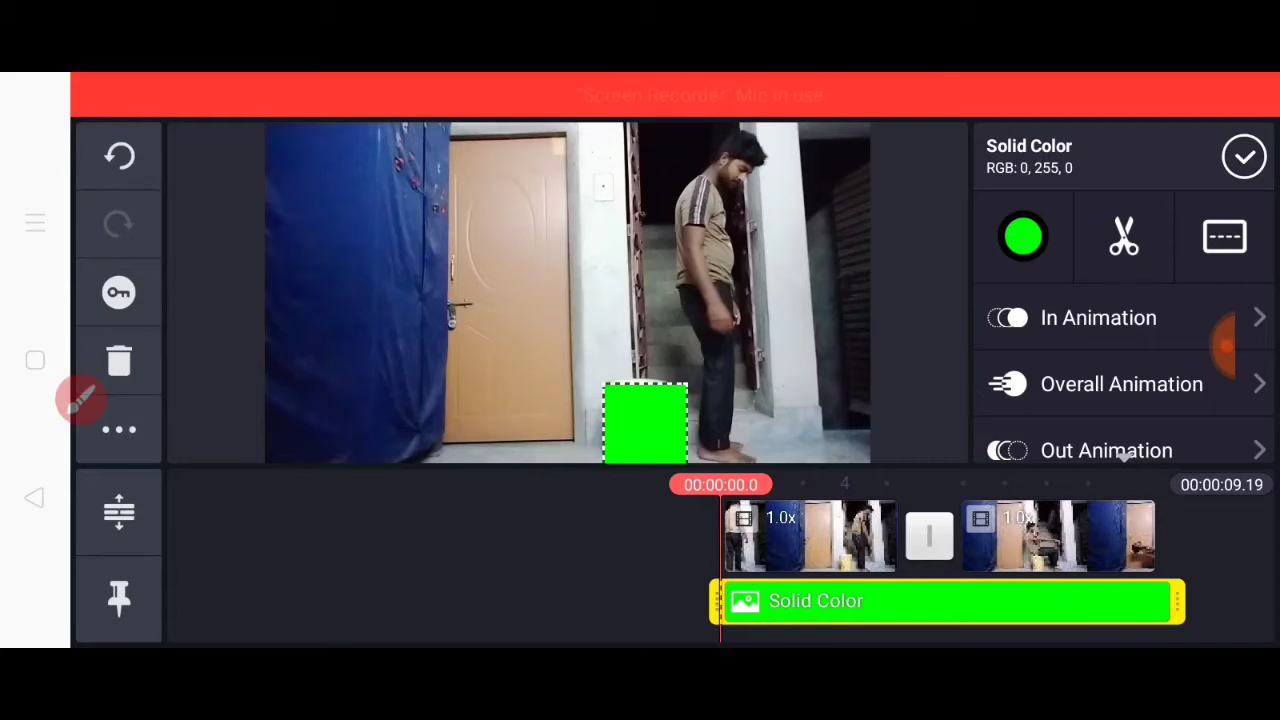 "Screen Recorder" Mic in use
Solid Color
RGB: 0, 255, 0
In Animation
Overall Animation
Out Animation
00:00:00.0
4
00:00:09.19
1.0x
1.0x
Solid Color